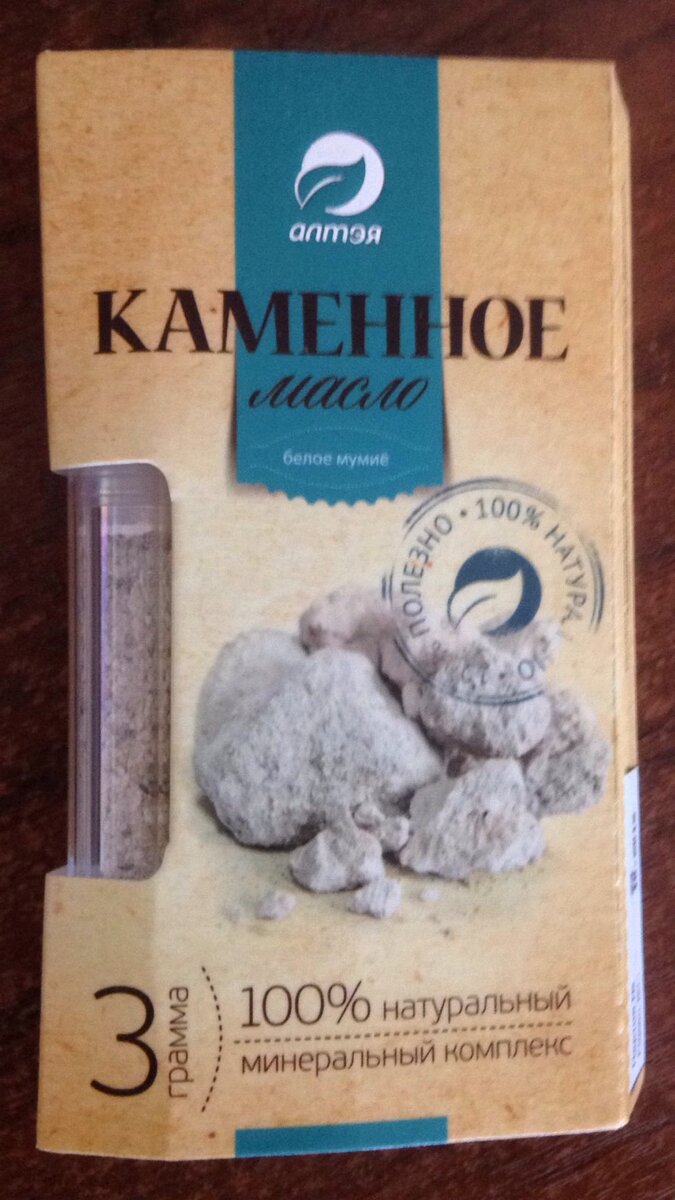 алтэя
КАМЕННОЕ
масло
белое мумиё
ПОЛЕЗНО • 100% НАТУРА
3
грамма
100% натуральный
минеральный комплекс